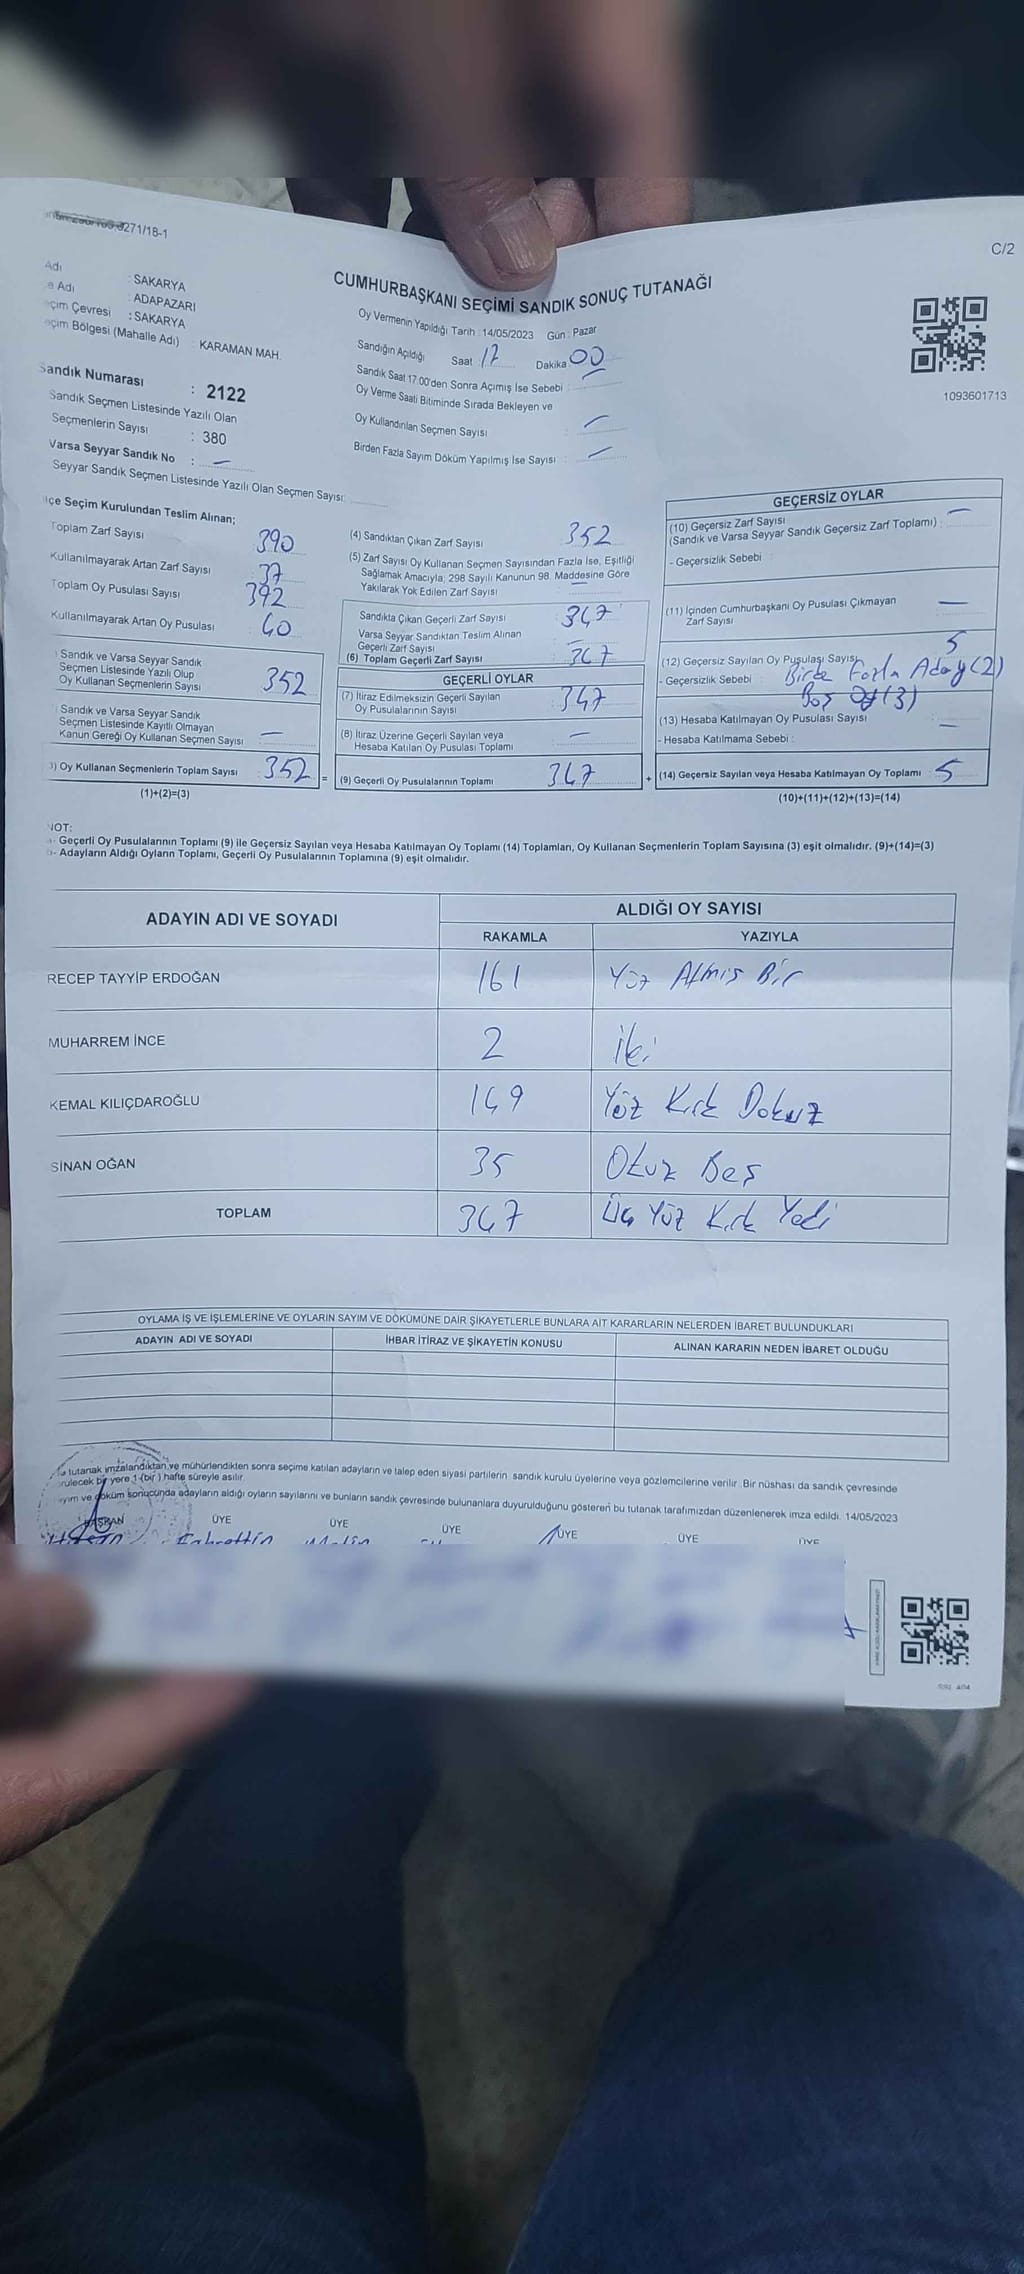 271/18-1
C/2
CUMHURBAŞKANI SEÇİMİ SANDIK SONUÇ TUTANAĞI
Adı : SAKARYA
Adı : ADAPAZARI
çim Çevresi : SAKARYA
çim Bölgesi (Mahalle Adı) : KARAMAN MAH.
Sandık Numarası : 2122
Sandık Seçmen Listesinde Yazılı Olan
Seçmenlerin Sayısı : 380
Varsa Seyyar Sandık No : —
Seyyar Sandık Seçmen Listesinde Yazılı Olan Seçmen Sayısı:
Oy Vermenin Yapıldığı Tarih : 14/05/2023 Gün : Pazar
Sandığın Açıldığı Saat 17 Dakika 00
Sandık Saat 17:00'den Sonra Açımış İse Sebebi :
Oy Verme Saati Bitiminde Sırada Bekleyen ve
Oy Kullandırılan Seçmen Sayısı : —
Birden Fazla Sayım Döküm Yapılmış İse Sayısı : —
1093601713
lçe Seçim Kurulundan Teslim Alınan;
Toplam Zarf Sayısı 390
Kullanılmayarak Artan Zarf Sayısı 37
Toplam Oy Pusulası Sayısı 392
Kullanılmayarak Artan Oy Pusulası 40
) Sandık ve Varsa Seyyar Sandık
Seçmen Listesinde Yazılı Olup
Oy Kullanan Seçmenlerin Sayısı 352
) Sandık ve Varsa Seyyar Sandık
Seçmen Listesinde Kayıtlı Olmayan
Kanun Gereği Oy Kullanan Seçmen Sayısı —
) Oy Kullanan Seçmenlerin Toplam Sayısı 352 =
(1)+(2)=(3)
(4) Sandıktan Çıkan Zarf Sayısı 352
(5) Zarf Sayısı Oy Kullanan Seçmen Sayısından Fazla İse, Eşitliği
Sağlamak Amacıyla; 298 Sayılı Kanunun 98. Maddesine Göre
Yakılarak Yok Edilen Zarf Sayısı —
Sandıkta Çıkan Geçerli Zarf Sayısı 347
Varsa Seyyar Sandıktan Teslim Alınan
Geçerli Zarf Sayısı —
(6) Toplam Geçerli Zarf Sayısı 347
GEÇERLİ OYLAR
(7) İtiraz Edilmeksizin Geçerli Sayılan
Oy Pusulalarının Sayısı 347
(8) İtiraz Üzerine Geçerli Sayılan veya
Hesaba Katılan Oy Pusulası Toplamı —
(9) Geçerli Oy Pusulalarının Toplamı 347 +
GEÇERSİZ OYLAR
(10) Geçersiz Zarf Sayısı
(Sandık ve Varsa Seyyar Sandık Geçersiz Zarf Toplamı) : —
- Geçersizlik Sebebi :
(11) İçinden Cumhurbaşkanı Oy Pusulası Çıkmayan
Zarf Sayısı —
(12) Geçersiz Sayılan Oy Pusulası Sayısı 5
- Geçersizlik Sebebi : Birde Fazla Aday (2)
Boş (3)
(13) Hesaba Katılmayan Oy Pusulası Sayısı —
- Hesaba Katılmama Sebebi :
(14) Geçersiz Sayılan veya Hesaba Katılmayan Oy Toplamı 5
(10)+(11)+(12)+(13)=(14)
NOT:
- Geçerli Oy Pusulalarının Toplamı (9) ile Geçersiz Sayılan veya Hesaba Katılmayan Oy Toplamı (14) Toplamları, Oy Kullanan Seçmenlerin Toplam Sayısına (3) eşit olmalıdır. (9)+(14)=(3)
- Adayların Aldığı Oyların Toplamı, Geçerli Oy Pusulalarının Toplamına (9) eşit olmalıdır.
ADAYIN ADI VE SOYADI ALDIĞI OY SAYISI
RAKAMLA YAZIYLA
RECEP TAYYİP ERDOĞAN 161 Yüz Atmış Bir
MUHARREM İNCE 2 İki
KEMAL KILIÇDAROĞLU 149 Yüz Kırk Dokuz
SİNAN OĞAN 35 Otuz Beş
TOPLAM 347 Üç Yüz Kırk Yedi
OYLAMA İŞ VE İŞLEMLERİNE VE OYLARIN SAYIM VE DÖKÜMÜNE DAİR ŞİKAYETLERLE BUNLARA AİT KARARLARIN NELERDEN İBARET BULUNDUKLARI
ADAYIN ADI VE SOYADI İHBAR İTİRAZ VE ŞİKAYETİN KONUSU ALINAN KARARIN NEDEN İBARET OLDUĞU
tutanak imzalandıktan ve mühürlendikten sonra seçime katılan adayların ve talep eden siyasi partilerin sandık kurulu üyelerine veya gözlemcilerine verilir. Bir nüshası da sandık çevresinde
rülecek bir yere 1 (bir) hafta süreyle asılır.
ayım ve döküm sonucunda adayların aldığı oyların sayılarını ve bunların sandık çevresinde bulunanlara duyurulduğunu gösteren bu tutanak tarafımızdan düzenlenerek imza edildi. 14/05/2023
BAŞKAN ÜYE ÜYE ÜYE ÜYE ÜYE ÜYE